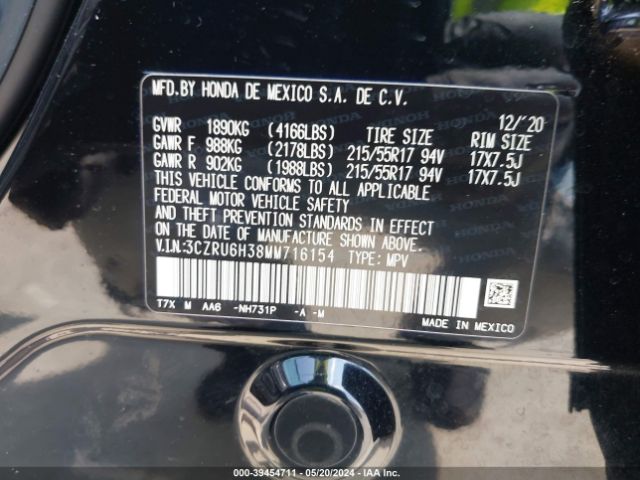 MFD.BY HONDA DE MEXICO S.A. DE C.V.
12/'20
GVWR 1890KG (4166LBS) TIRE SIZE RIM SIZE
GAWR F 988KG (2178LBS) 215/55R17 94V 17X7.5J
GAWR R 902KG (1988LBS) 215/55R17 94V 17X7.5J
THIS VEHICLE CONFORMS TO ALL APPLICABLE
FEDERAL MOTOR VEHICLE SAFETY
AND THEFT PREVENTION STANDARDS IN EFFECT
ON THE DATE OF MANUFACTURE SHOWN ABOVE.
V.I.N:3CZRU6H38MM716154 TYPE: MPV
T7X M AA6 -NH731P -A -M
MADE IN MEXICO
000-39454711 - 05/20/2024 - IAA Inc.